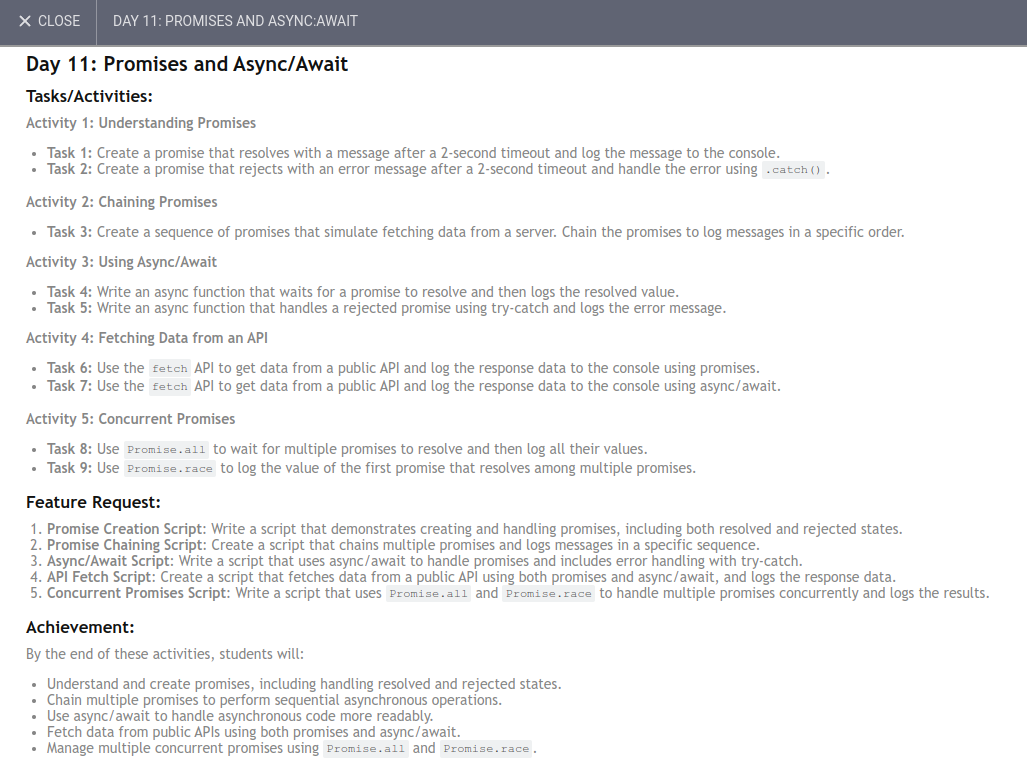 ✕ CLOSE
DAY 11: PROMISES AND ASYNC:AWAIT
Day 11: Promises and Async/Await
Tasks/Activities:
Activity 1: Understanding Promises
• Task 1: Create a promise that resolves with a message after a 2-second timeout and log the message to the console.
• Task 2: Create a promise that rejects with an error message after a 2-second timeout and handle the error using .catch().
Activity 2: Chaining Promises
• Task 3: Create a sequence of promises that simulate fetching data from a server. Chain the promises to log messages in a specific order.
Activity 3: Using Async/Await
• Task 4: Write an async function that waits for a promise to resolve and then logs the resolved value.
• Task 5: Write an async function that handles a rejected promise using try-catch and logs the error message.
Activity 4: Fetching Data from an API
• Task 6: Use the fetch API to get data from a public API and log the response data to the console using promises.
• Task 7: Use the fetch API to get data from a public API and log the response data to the console using async/await.
Activity 5: Concurrent Promises
• Task 8: Use Promise.all to wait for multiple promises to resolve and then log all their values.
• Task 9: Use Promise.race to log the value of the first promise that resolves among multiple promises.
Feature Request:
1. Promise Creation Script: Write a script that demonstrates creating and handling promises, including both resolved and rejected states.
2. Promise Chaining Script: Create a script that chains multiple promises and logs messages in a specific sequence.
3. Async/Await Script: Write a script that uses async/await to handle promises and includes error handling with try-catch.
4. API Fetch Script: Create a script that fetches data from a public API using both promises and async/await, and logs the response data.
5. Concurrent Promises Script: Write a script that uses Promise.all and Promise.race to handle multiple promises concurrently and logs the results.
Achievement:
By the end of these activities, students will:
• Understand and create promises, including handling resolved and rejected states.
• Chain multiple promises to perform sequential asynchronous operations.
• Use async/await to handle asynchronous code more readably.
• Fetch data from public APIs using both promises and async/await.
• Manage multiple concurrent promises using Promise.all and Promise.race.